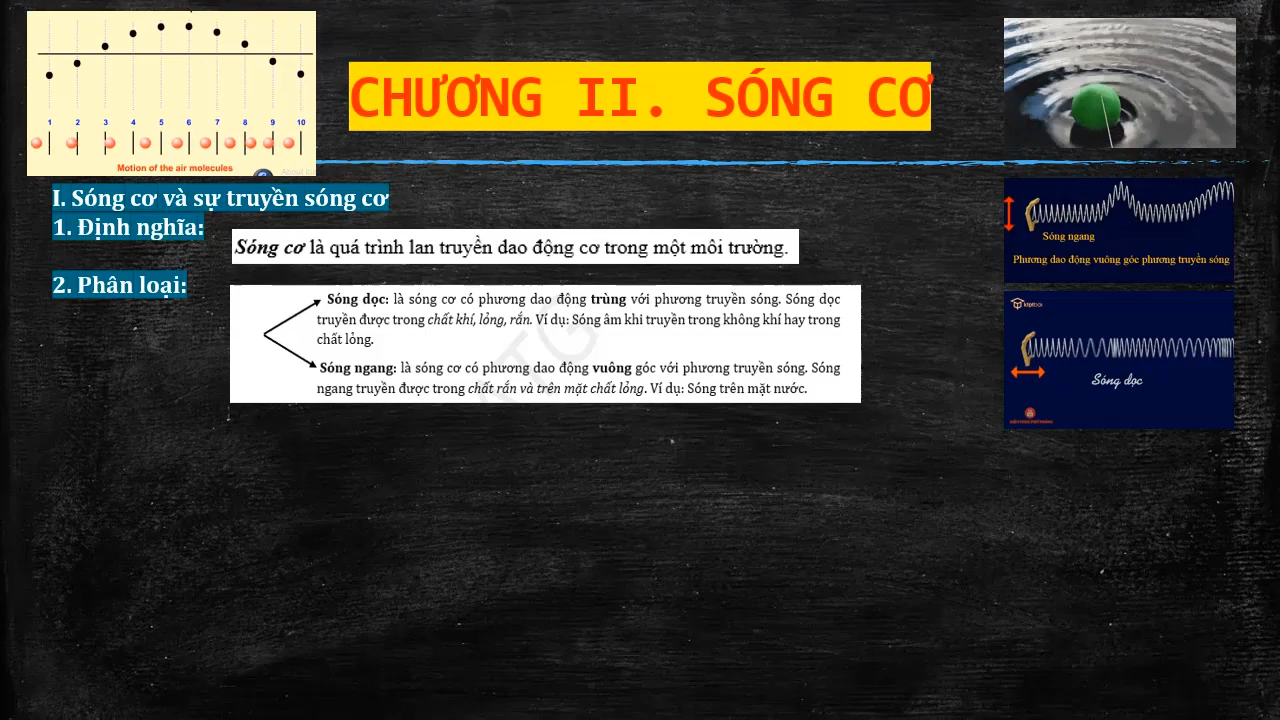 CHƯƠNG II. SÓNG CƠ
1 2 3 4 5 6 7 8 9 10
Motion of the air molecules
I. Sóng cơ và sự truyền sóng cơ
1. Định nghĩa:
Sóng cơ là quá trình lan truyền dao động cơ trong một môi trường.
2. Phân loại:
Sóng dọc: là sóng cơ có phương dao động trùng với phương truyền sóng. Sóng dọc
truyền được trong chất khí, lỏng, rắn. Ví dụ: Sóng âm khi truyền trong không khí hay trong
chất lỏng.
Sóng ngang: là sóng cơ có phương dao động vuông góc với phương truyền sóng. Sóng
ngang truyền được trong chất rắn và trên mặt chất lỏng. Ví dụ: Sóng trên mặt nước.
Sóng ngang
Phương dao động vuông góc phương truyền sóng
Sóng dọc